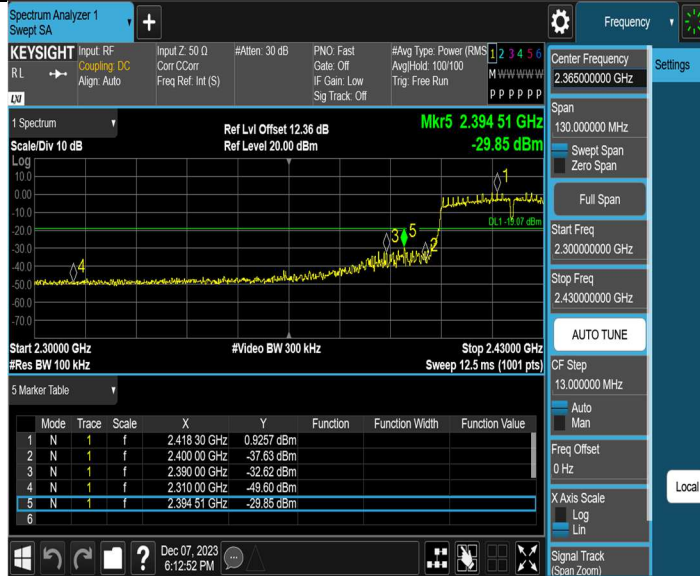 Spectrum Analyzer 1
Swept SA
+
Frequency
KEYSIGHT
RL
LXI
Input: RF
Coupling: DC
Align: Auto
Input Z: 50 Ω
Corr CCorr
Freq Ref: Int (S)
#Atten: 30 dB
PNO: Fast
Gate: Off
IF Gain: Low
Sig Track: Off
#Avg Type: Power (RMS
Avg|Hold: 100/100
Trig: Free Run
1 2 3 4 5 6
M W W W W W
P P P P P P
1 Spectrum
Scale/Div 10 dB
Ref Lvl Offset 12.36 dB
Ref Level 20.00 dBm
Mkr5 2.394 51 GHz
-29.85 dBm
Log
10.0
0.00
-10.0
-20.0
-30.0
-40.0
-50.0
-60.0
-70.0
1
DL1 -19.07 dBm
3
5
2
4
Start 2.30000 GHz
#Res BW 100 kHz
#Video BW 300 kHz
Stop 2.43000 GHz
Sweep 12.5 ms (1001 pts)
5 Marker Table
Mode Trace Scale X Y Function Function Width Function Value
1 N 1 f 2.418 30 GHz 0.9257 dBm
2 N 1 f 2.400 00 GHz -37.63 dBm
3 N 1 f 2.390 00 GHz -32.62 dBm
4 N 1 f 2.310 00 GHz -49.60 dBm
5 N 1 f 2.394 51 GHz -29.85 dBm
6
?
Dec 07, 2023
6:12:52 PM
Center Frequency
2.365000000 GHz
Settings
Span
130.000000 MHz
Swept Span
Zero Span
Full Span
Start Freq
2.300000000 GHz
Stop Freq
2.430000000 GHz
AUTO TUNE
CF Step
13.000000 MHz
Auto
Man
Freq Offset
0 Hz
X Axis Scale
Log
Lin
Local
Signal Track
(Span Zoom)